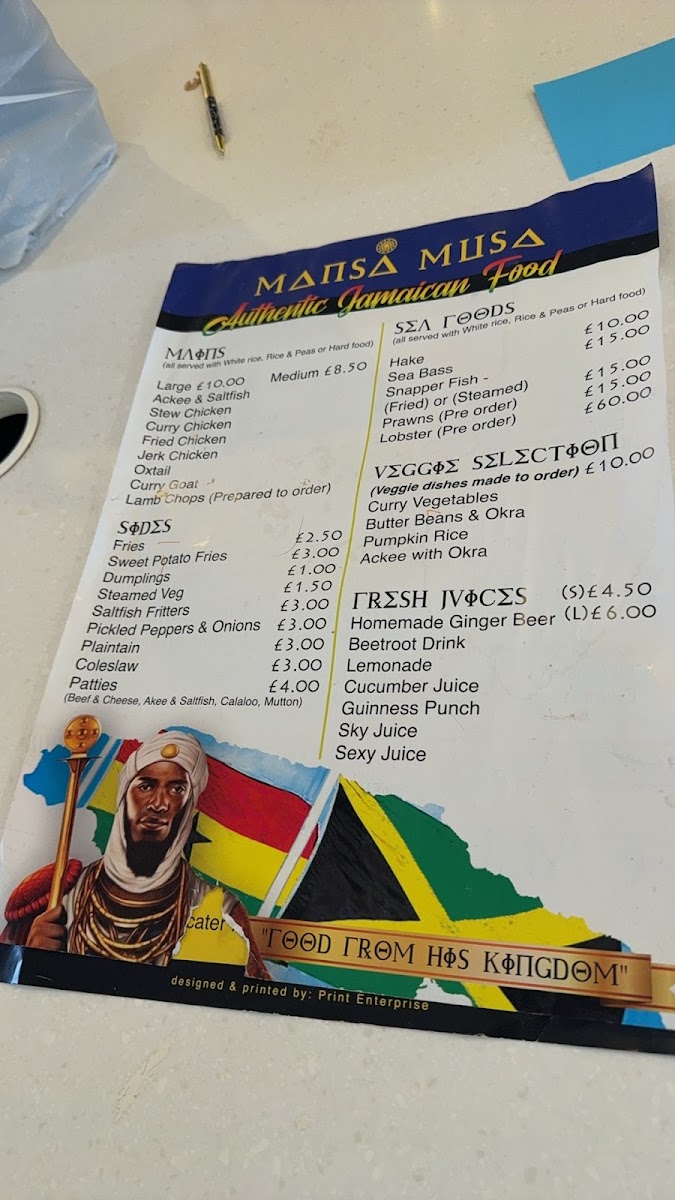 MANSA MUSA
Authentic Jamaican Food
MAINS
(all served with White rice, Rice & Peas or Hard food)
Large £10.00 Medium £8.50
Ackee & Saltfish
Stew Chicken
Curry Chicken
Fried Chicken
Jerk Chicken
Oxtail
Curry Goat
Lamb Chops (Prepared to order)
SIDES
Fries £2.50
Sweet Potato Fries £3.00
Dumplings £1.00
Steamed Veg £1.50
Saltfish Fritters £3.00
Pickled Peppers & Onions £3.00
Plaintain £3.00
Coleslaw £3.00
Patties £4.00
(Beef & Cheese, Akee & Saltfish, Calaloo, Mutton)
SEA FOODS
(all served with White rice, Rice & Peas or Hard food)
Hake £10.00
Sea Bass £15.00
Snapper Fish -
(Fried) or (Steamed) £15.00
Prawns (Pre order) £15.00
Lobster (Pre order) £60.00
VEGGIE SELECTION
(Veggie dishes made to order) £10.00
Curry Vegetables
Butter Beans & Okra
Pumpkin Rice
Ackee with Okra
FRESH JUICES (S)£4.50
Homemade Ginger Beer (L)£6.00
Beetroot Drink
Lemonade
Cucumber Juice
Guinness Punch
Sky Juice
Sexy Juice
cater
"FOOD FROM HIS KINGDOM"
designed & printed by: Print Enterprise